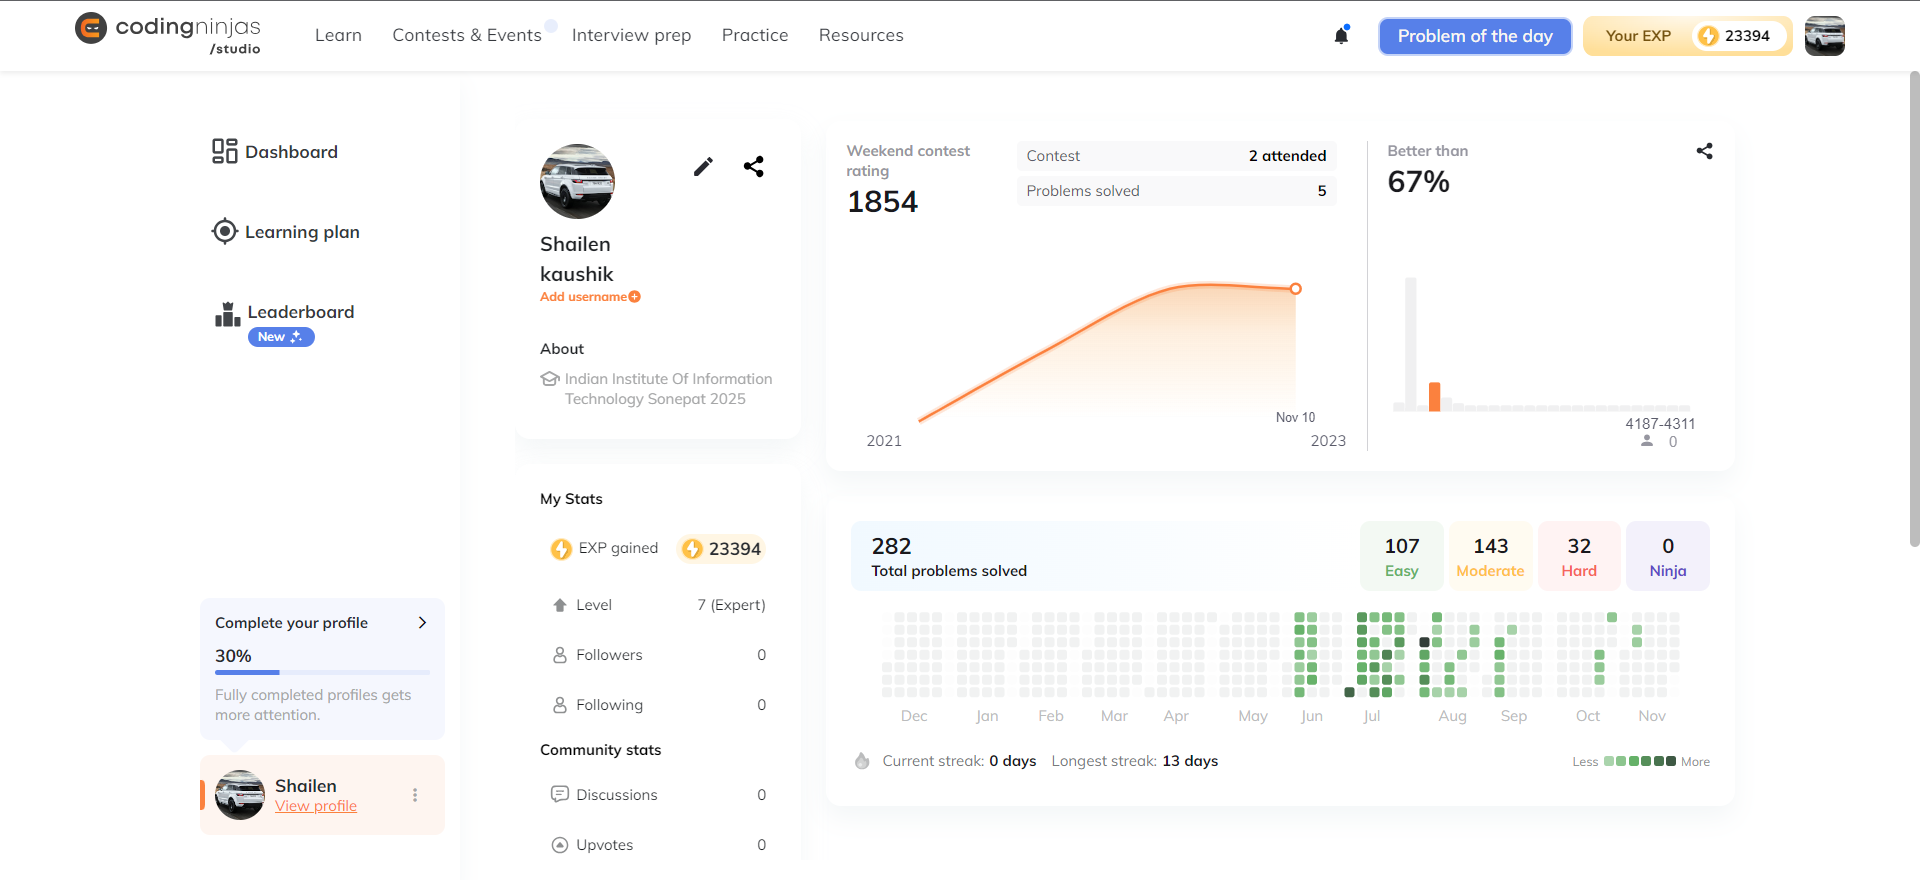 codingninjas
/studio
Learn
Contests & Events
Interview prep
Practice
Resources
Problem of the day
Your EXP
23394
Dashboard
Learning plan
Leaderboard
New
Complete your profile
30%
Fully completed profiles gets
more attention.
Shailen
View profile
Shailen
kaushik
Add username
About
Indian Institute Of Information
Technology Sonepat 2025
My Stats
EXP gained 23394
Level 7 (Expert)
Followers 0
Following 0
Community stats
Discussions 0
Upvotes 0
Weekend contest
rating
1854
Contest 2 attended
Problems solved 5
Nov 10
2021 2023
Better than
67%
4187-4311
0
282
Total problems solved
107
Easy
143
Moderate
32
Hard
0
Ninja
Dec Jan Feb Mar Apr May Jun Jul Aug Sep Oct Nov
Current streak: 0 days Longest streak: 13 days
Less More